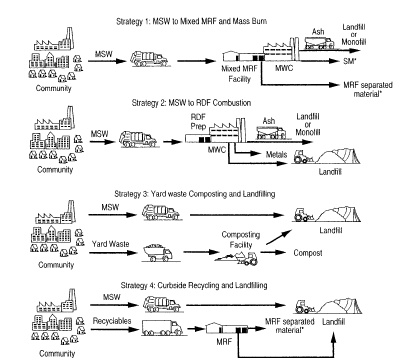 Strategy 1: MSW to Mixed MRF and Mass Burn
Ash
Landfill
or
Monofill
MSW
SM*
Mixed MRF
Facility
MWC
MRF separated
material*
Community
Strategy 2: MSW to RDF Combustion
RDF
Prep
Ash
Landfill
or
Monofill
MSW
MWC
Metals
Landfill
Community
Strategy 3: Yard waste Composting and Landfilling
MSW
Landfill
Composting
Facility
Yard Waste
Compost
Community
Strategy 4: Curbside Recycling and Landfilling
MSW
Recyclables
MRF separated
material*
Landfill
MRF
Community